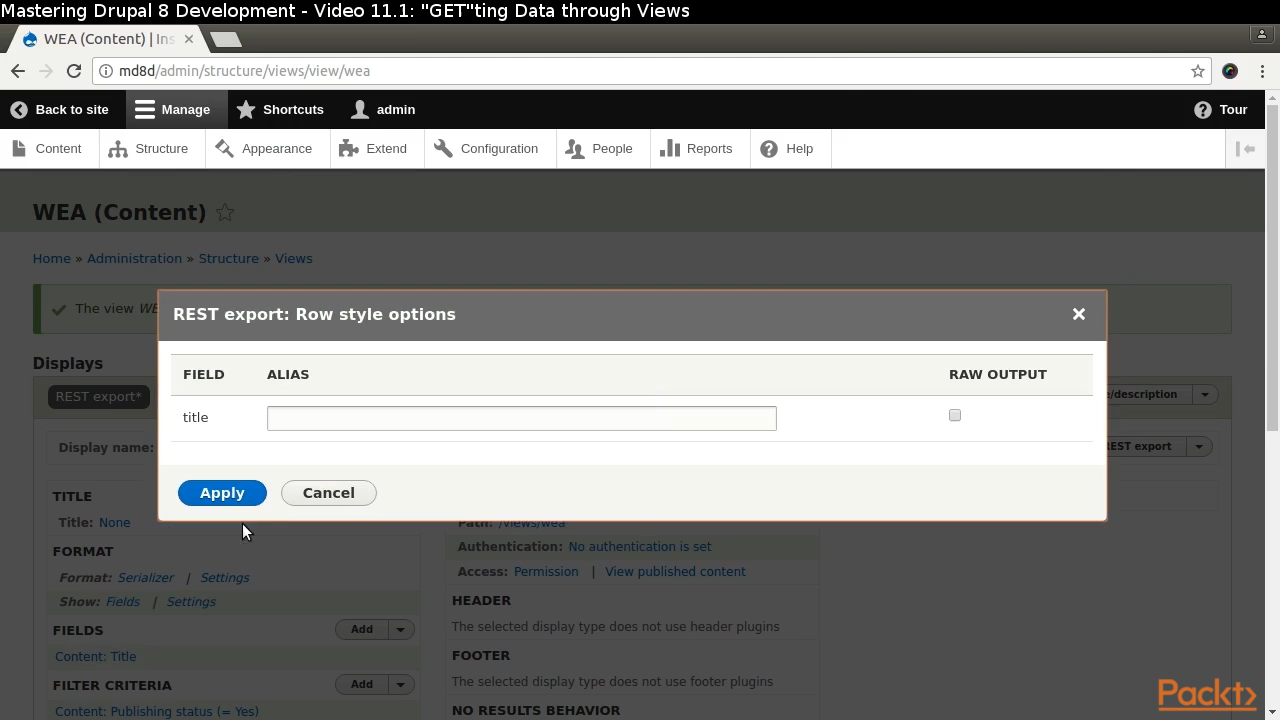 Mastering Drupal 8 Development - Video 11.1: "GET"ting Data through Views
WEA (Content) | Ins
md8d/admin/structure/views/view/wea
Back to site Manage Shortcuts admin Tour
Content Structure Appearance Extend Configuration People Reports Help
WEA (Content)
Home » Administration » Structure » Views
The view WE
Displays
REST export*
e/description
Display name:
REST export
REST export: Row style options
FIELD ALIAS RAW OUTPUT
title
Apply Cancel
TITLE
Title: None
FORMAT
Format: Serializer | Settings
Show: Fields | Settings
FIELDS Add
Content: Title
FILTER CRITERIA Add
Content: Publishing status (= Yes)
Path: /views/wea
Authentication: No authentication is set
Access: Permission | View published content
HEADER
The selected display type does not use header plugins
FOOTER
The selected display type does not use footer plugins
NO RESULTS BEHAVIOR
Packt